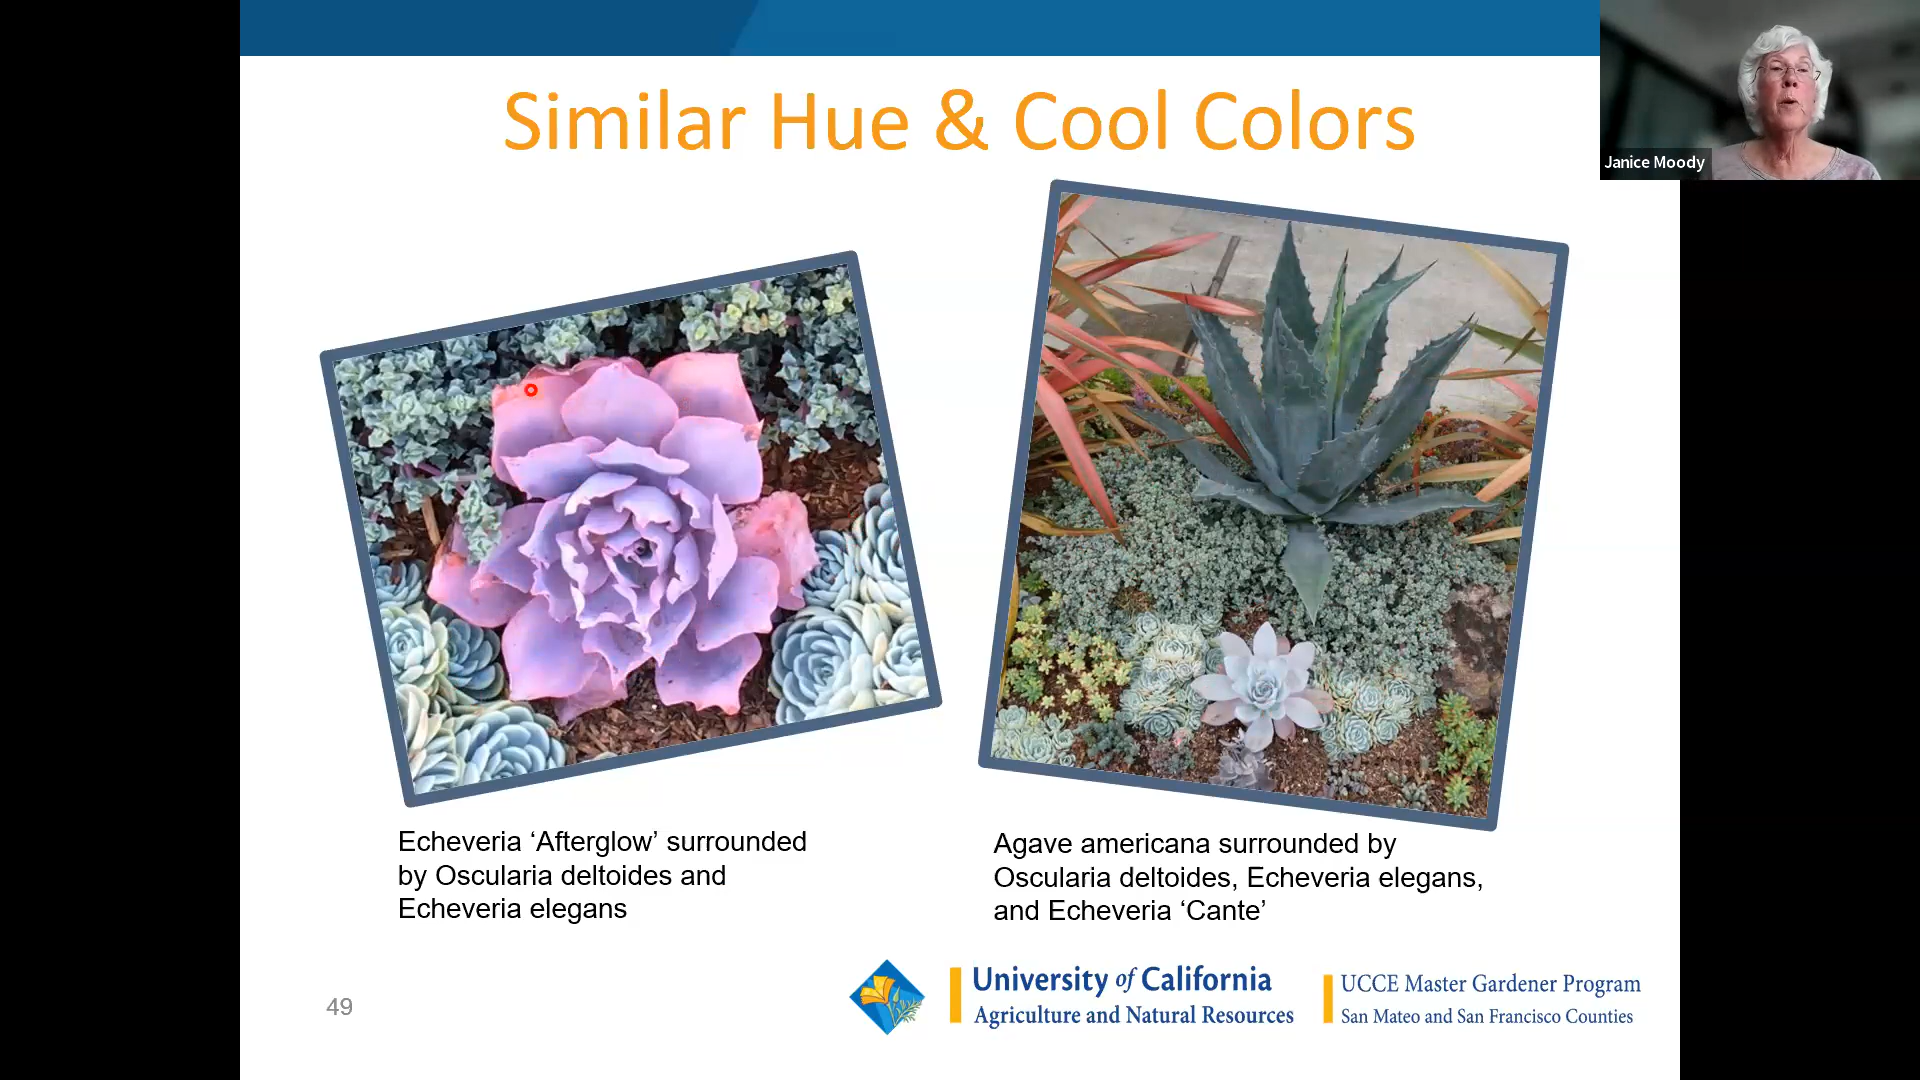 Similar Hue & Cool Colors
Janice Moody
Echeveria ‘Afterglow’ surrounded
by Oscularia deltoides and
Echeveria elegans
Agave americana surrounded by
Oscularia deltoides, Echeveria elegans,
and Echeveria ‘Cante’
49
University of California
Agriculture and Natural Resources
UCCE Master Gardener Program
San Mateo and San Francisco Counties